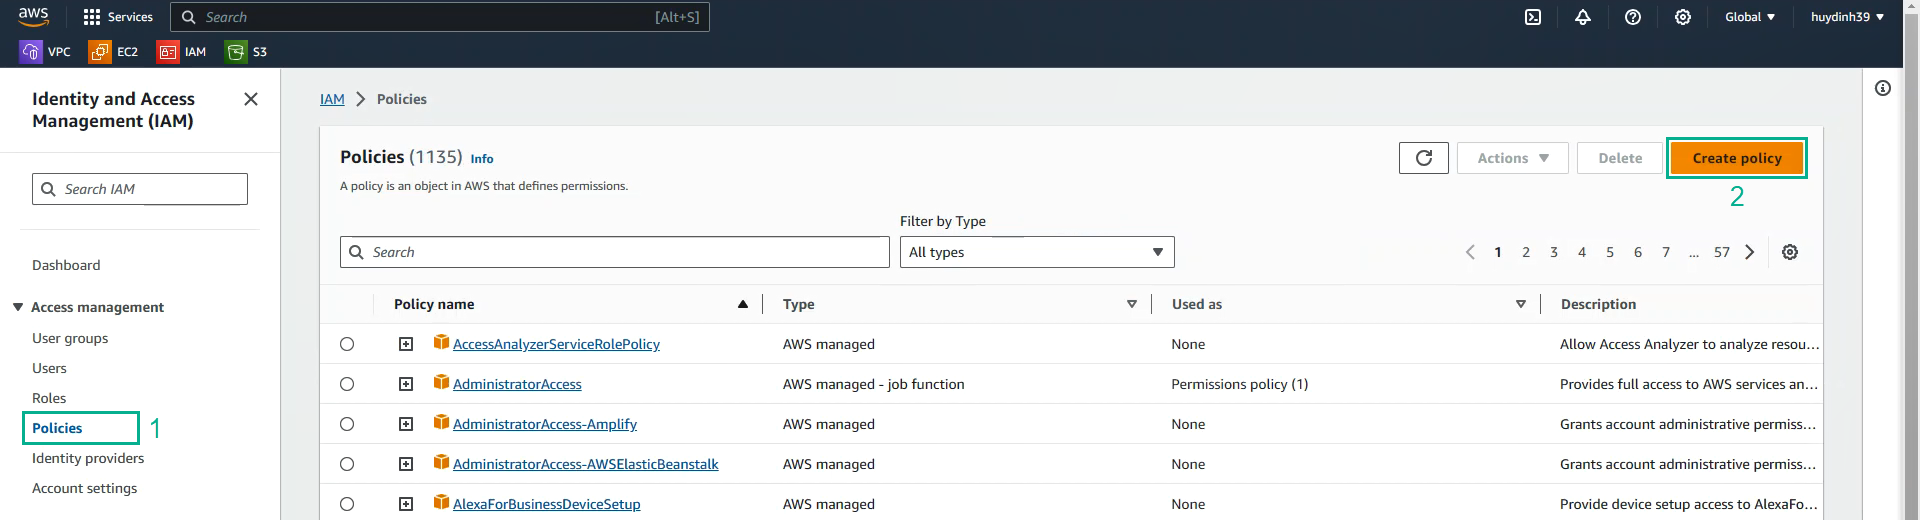 aws Services Search [Alt+S] Global huydinh39
VPC EC2 IAM S3
Identity and Access
Management (IAM)
Search IAM
Dashboard
Access management
User groups
Users
Roles
Policies 1
Identity providers
Account settings
IAM > Policies
Policies (1135) Info
A policy is an object in AWS that defines permissions.
Actions Delete Create policy
2
Filter by Type
Search All types
1 2 3 4 5 6 7 ... 57
Policy name Type Used as Description
AccessAnalyzerServiceRolePolicy AWS managed None Allow Access Analyzer to analyze resou...
AdministratorAccess AWS managed - job function Permissions policy (1) Provides full access to AWS services an...
AdministratorAccess-Amplify AWS managed None Grants account administrative permiss...
AdministratorAccess-AWSElasticBeanstalk AWS managed None Grants account administrative permiss...
AlexaForBusinessDeviceSetup AWS managed None Provide device setup access to AlexaFo...